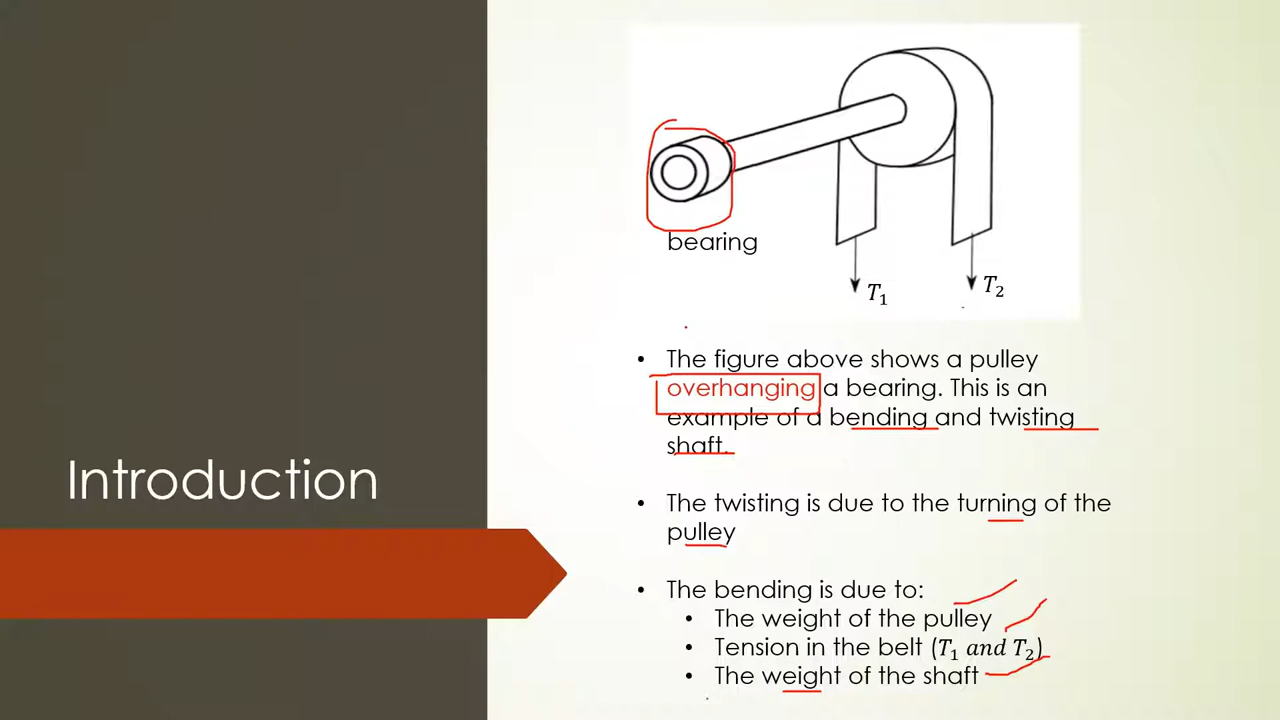 bearing
T₁
T₂
• The figure above shows a pulley
overhanging a bearing. This is an
example of a bending and twisting
shaft.
• The twisting is due to the turning of the
pulley
• The bending is due to:
• The weight of the pulley
• Tension in the belt (T₁ and T₂)
• The weight of the shaft
Introduction